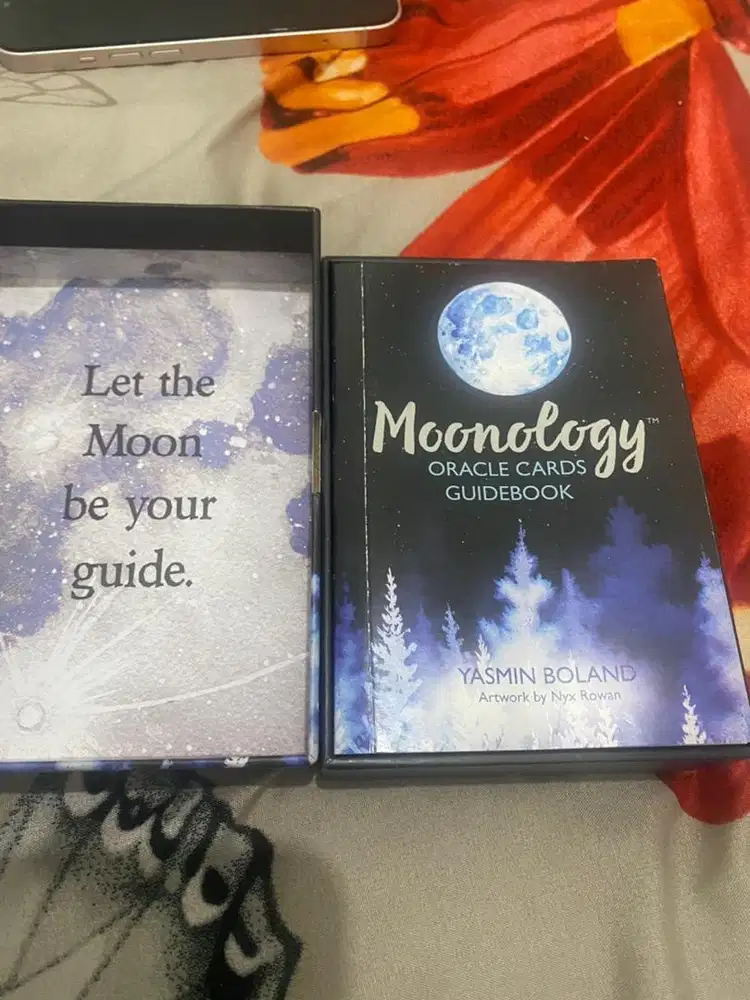 Let the
Moon
be your
guide.
Moonology™
ORACLE CARDS
GUIDEBOOK
YASMIN BOLAND
Artwork by Nyx Rowan